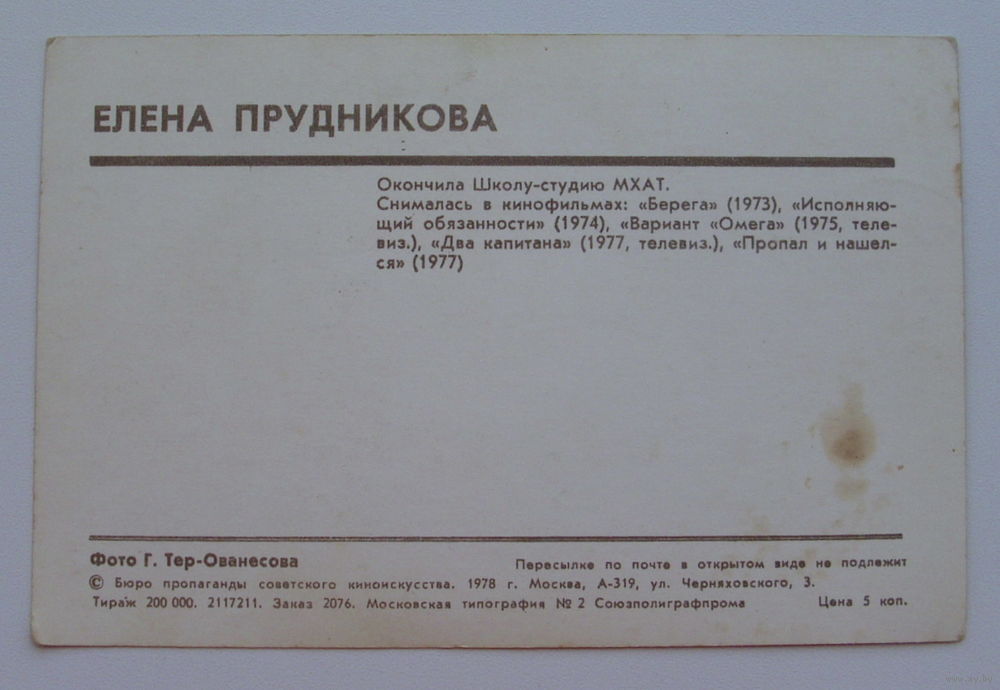 ЕЛЕНА ПРУДНИКОВА
Окончила Школу-студию МХАТ.
Снималась в кинофильмах: «Берега» (1973), «Исполняю-
щий обязанности» (1974), «Вариант «Омега» (1975, теле-
виз.), «Два капитана» (1977, телевиз.), «Пропал и нашел-
ся» (1977)
Фото Г. Тер-Ованесова
Пересылке по почте в открытом виде не подлежит
© Бюро пропаганды советского киноискусства. 1978 г. Москва, А-319, ул. Черняховского, 3.
Тираж 200 000. 2117211. Заказ 2076. Московская типография № 2 Союзполиграфпрома Цена 5 коп.